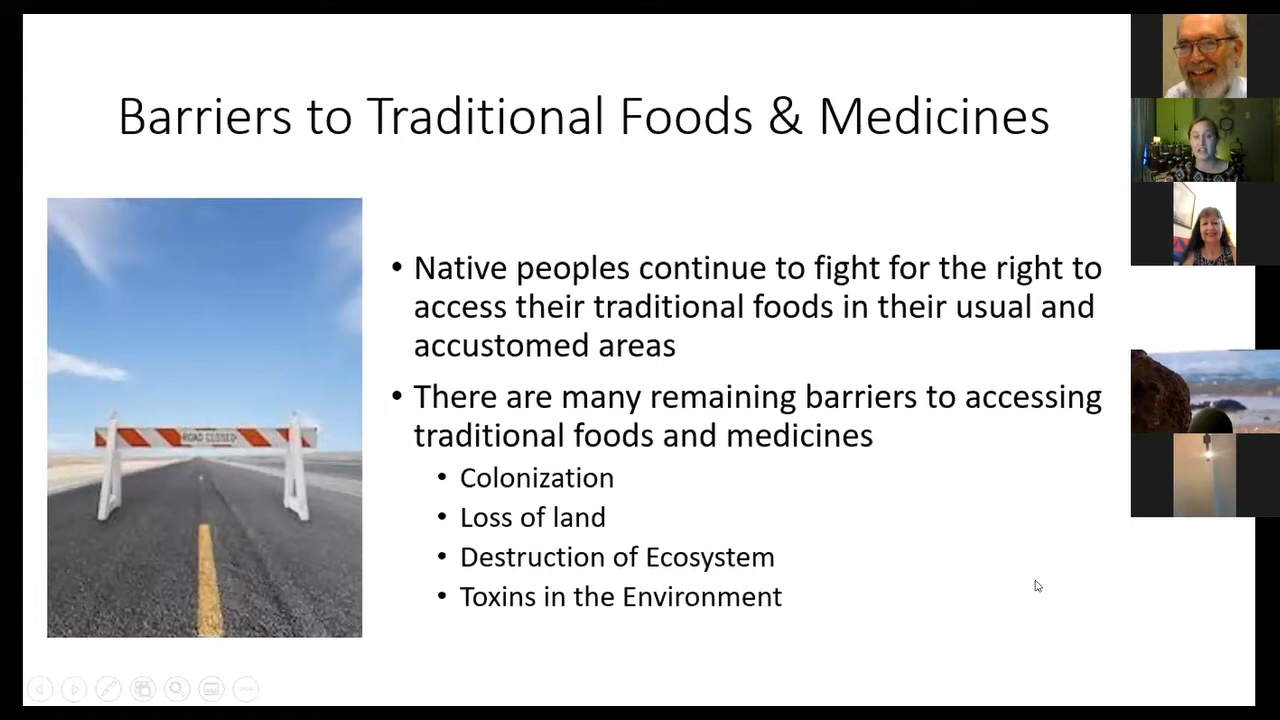 Barriers to Traditional Foods & Medicines
ROAD CLOSED
• Native peoples continue to fight for the right to
access their traditional foods in their usual and
accustomed areas
• There are many remaining barriers to accessing
traditional foods and medicines
• Colonization
• Loss of land
• Destruction of Ecosystem
• Toxins in the Environment